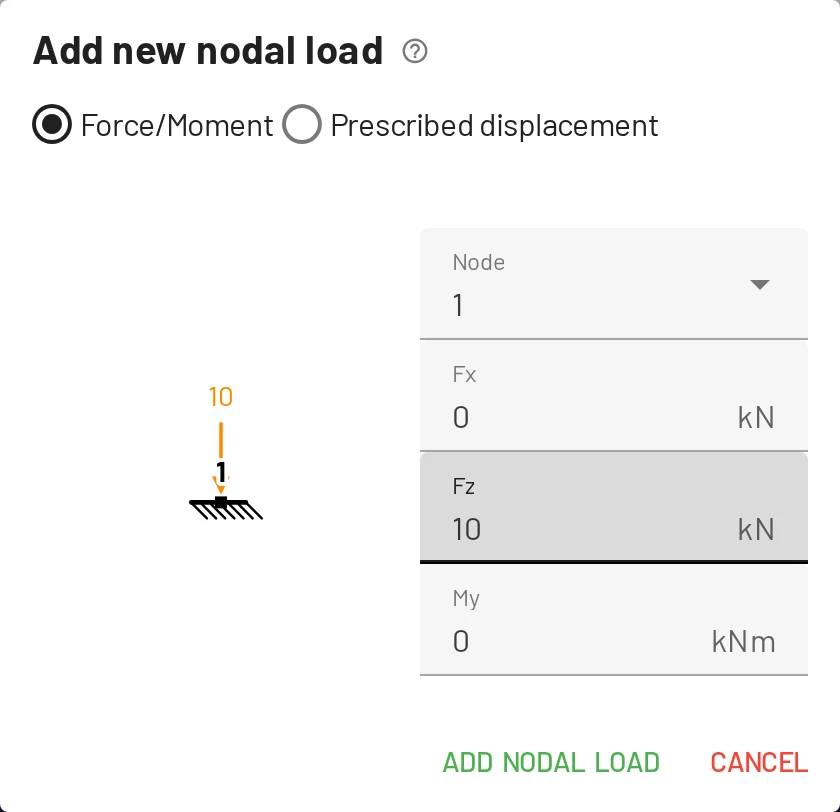 Add new nodal load ?
Force/Moment Prescribed displacement
Node
1
Fx
0 kN
10
1
Fz
10 kN
My
0 kNm
ADD NODAL LOAD CANCEL